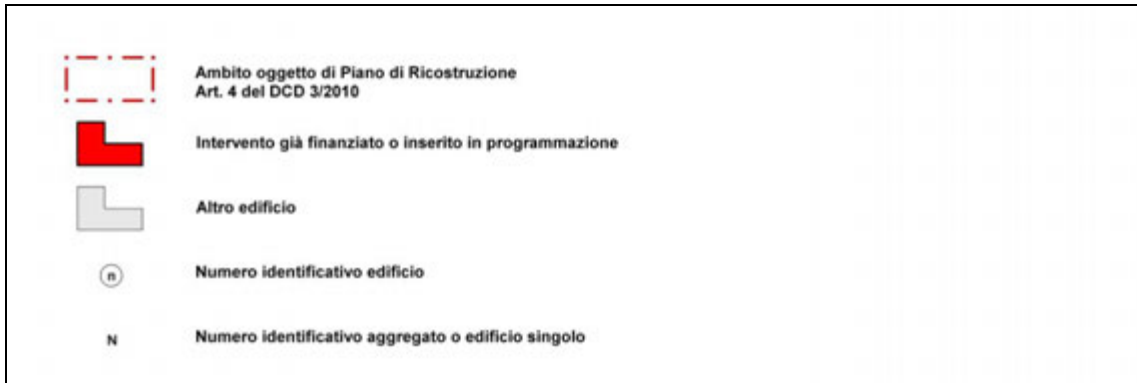 Ambito oggetto di Piano di Ricostruzione
Art. 4 del DCD 3/2010
Intervento già finanziato o inserito in programmazione
Altro edificio
n
Numero identificativo edificio
N
Numero identificativo aggregato o edificio singolo